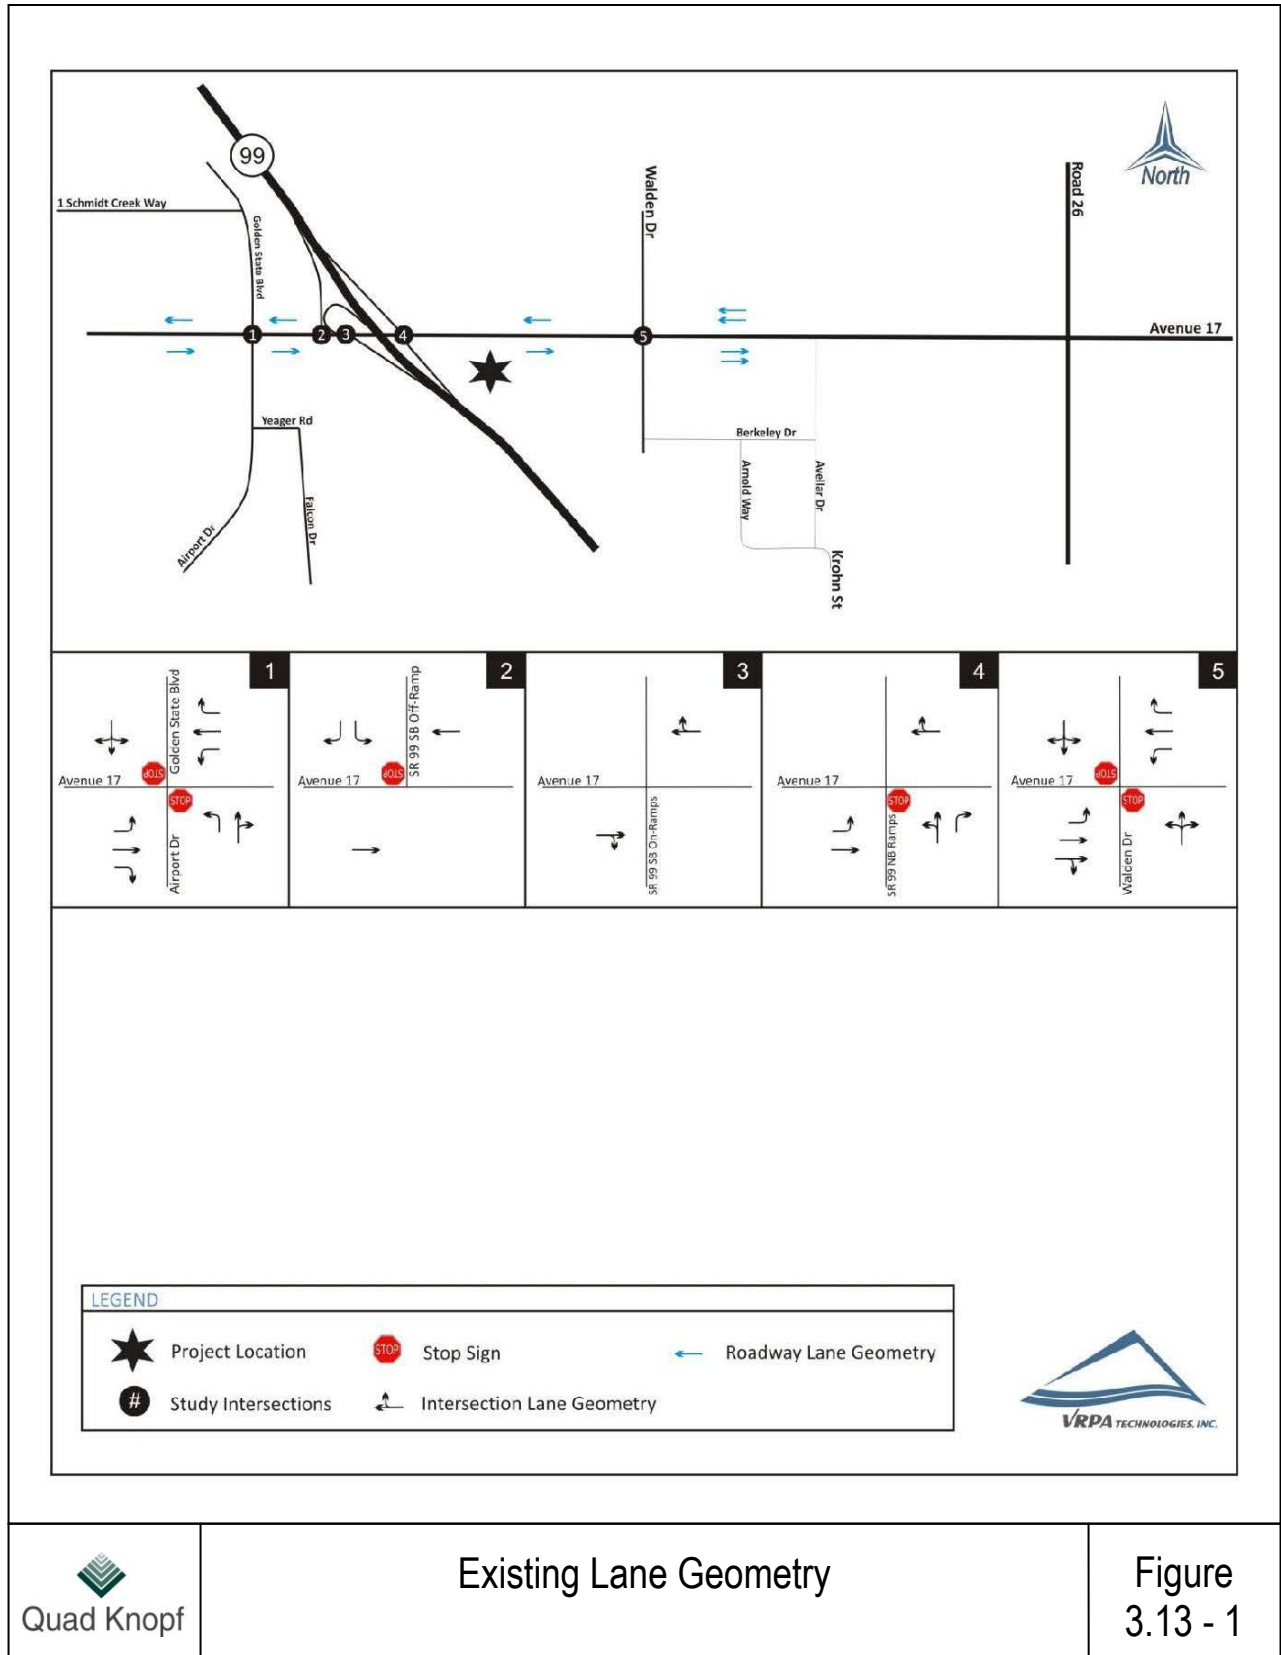 99
North
Road 26
Walden Dr
1 Schmidt Creek Way
Golden State Blvd
1
2
3
4
5
Avenue 17
Yeager Rd
Falcon Dr
Airport Dr
Berkeley Dr
Arnold Way
Avellar Dr
Krohn St
1
Golden State Blvd
STOP
Avenue 17
STOP
Airport Dr
2
SR 99 SB Off-Ramp
STOP
Avenue 17
3
SR 99 SB On-Ramps
4
Avenue 17
STOP
SR 99 NB Ramps
5
STOP
Avenue 17
STOP
Walden Dr
LEGEND
Project Location
STOP
Stop Sign
Roadway Lane Geometry
#
Study Intersections
Intersection Lane Geometry
VRPA TECHNOLOGIES, INC.
Quad Knopf
Existing Lane Geometry
Figure
3.13 - 1